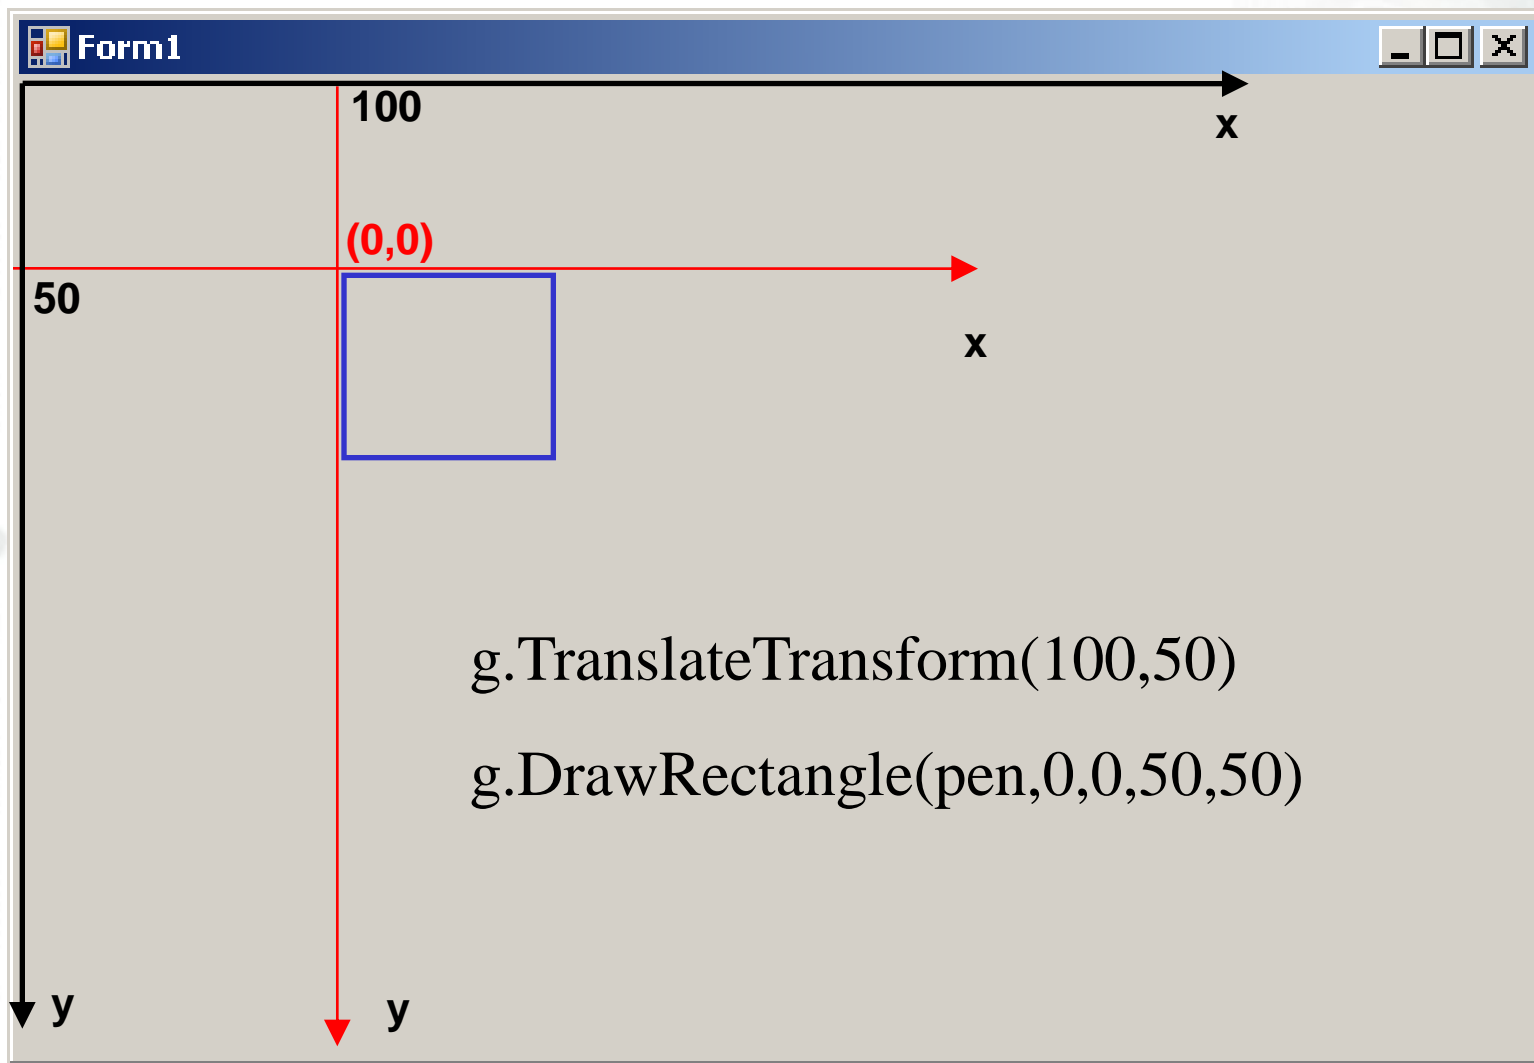 Form1
100
x
(0,0)
50
x
g.TranslateTransform(100,50)
g.DrawRectangle(pen,0,0,50,50)
y
y